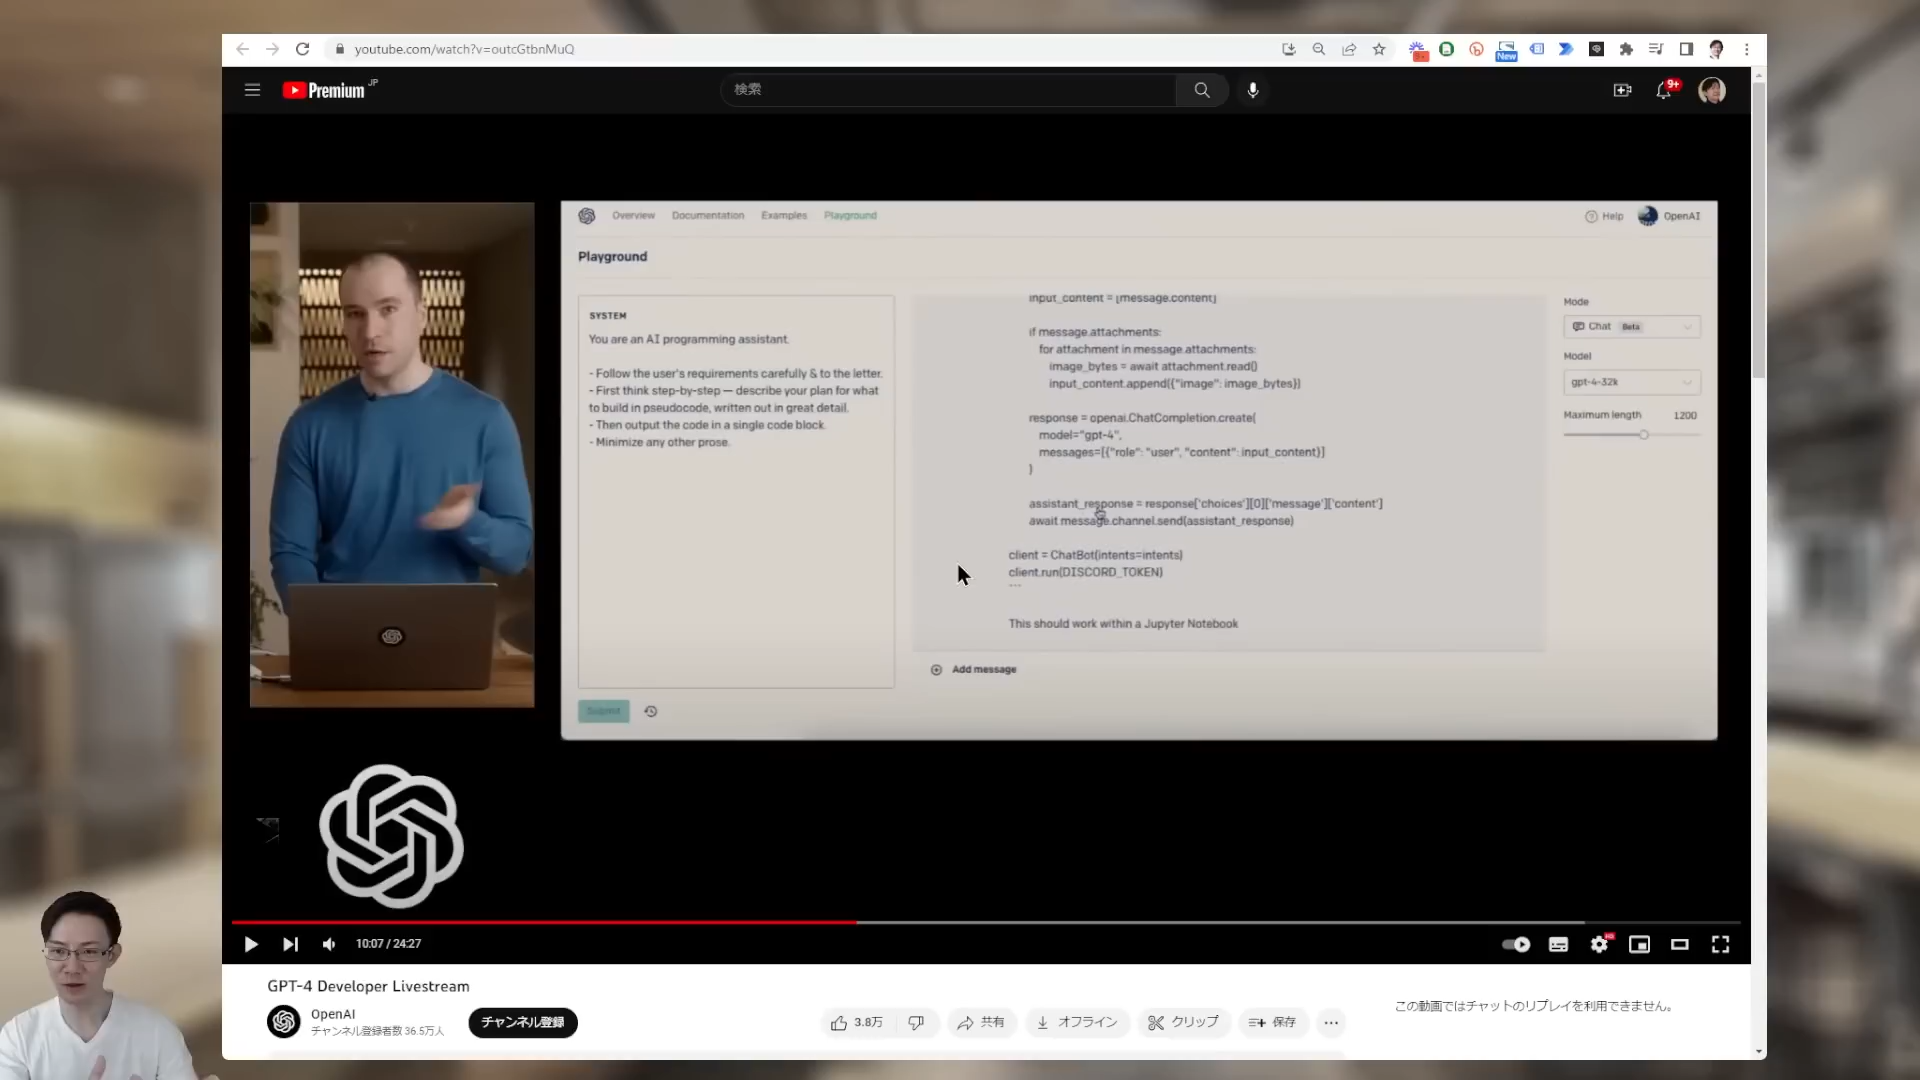 youtube.com/watch?v=outcGtbnMuQ
New
Premium JP
検索
9+
Overview Documentation Examples Playground
Help OpenAI
Playground
SYSTEM
You are an AI programming assistant.
- Follow the user's requirements carefully & to the letter.
- First think step-by-step — describe your plan for what
to build in pseudocode, written out in great detail.
- Then output the code in a single code block.
- Minimize any other prose.
input_content = [message.content]
if message.attachments:
for attachment in message.attachments:
image_bytes = await attachment.read()
input_content.append({"image": image_bytes})
response = openai.ChatCompletion.create(
model="gpt-4",
messages=[{"role": "user", "content": input_content}]
)
assistant_response = response['choices'][0]['message']['content']
await message.channel.send(assistant_response)
client = ChatBot(intents=intents)
client.run(DISCORD_TOKEN)
```
This should work within a Jupyter Notebook
Add message
Mode
Chat Beta
Model
gpt-4-32k
Maximum length 1200
Submit
10:07 / 24:27
HD
GPT-4 Developer Livestream
OpenAI
チャンネル登録者数 36.5万人
チャンネル登録
3.8万
共有
オフライン
クリップ
保存
この動画ではチャットのリプレイを利用できません。